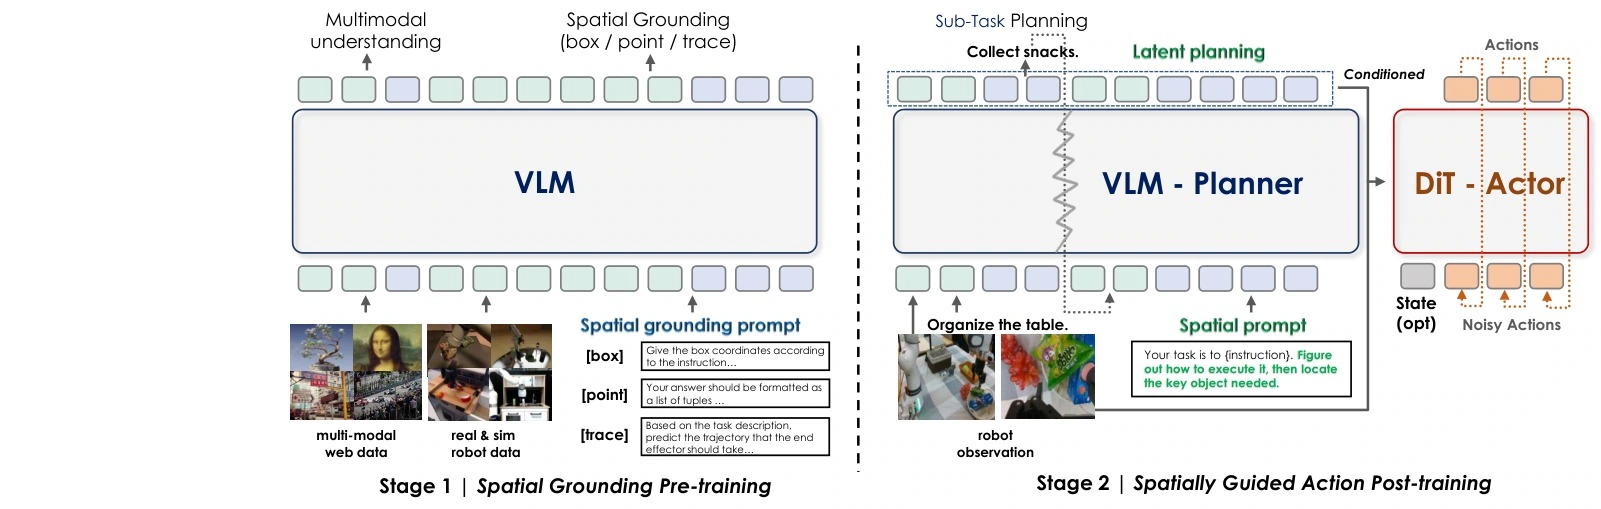 Multimodal
understanding
Spatial Grounding
(box / point / trace)
VLM
Spatial grounding prompt
[box]
Give the box coordinates according
to the instruction...
[point]
Your answer should be formatted as
a list of tuples ...
[trace]
Based on the task description,
predict the trajectory that the end
effector should take...
multi-modal
web data
real & sim
robot data
Stage 1 | Spatial Grounding Pre-training
Sub-Task Planning
Collect snacks.
Latent planning
Conditioned
Actions
VLM - Planner
DiT - Actor
Organize the table.
Spatial prompt
Your task is to {instruction}. Figure
out how to execute it, then locate
the key object needed.
robot
observation
State
(opt)
Noisy Actions
Stage 2 | Spatially Guided Action Post-training